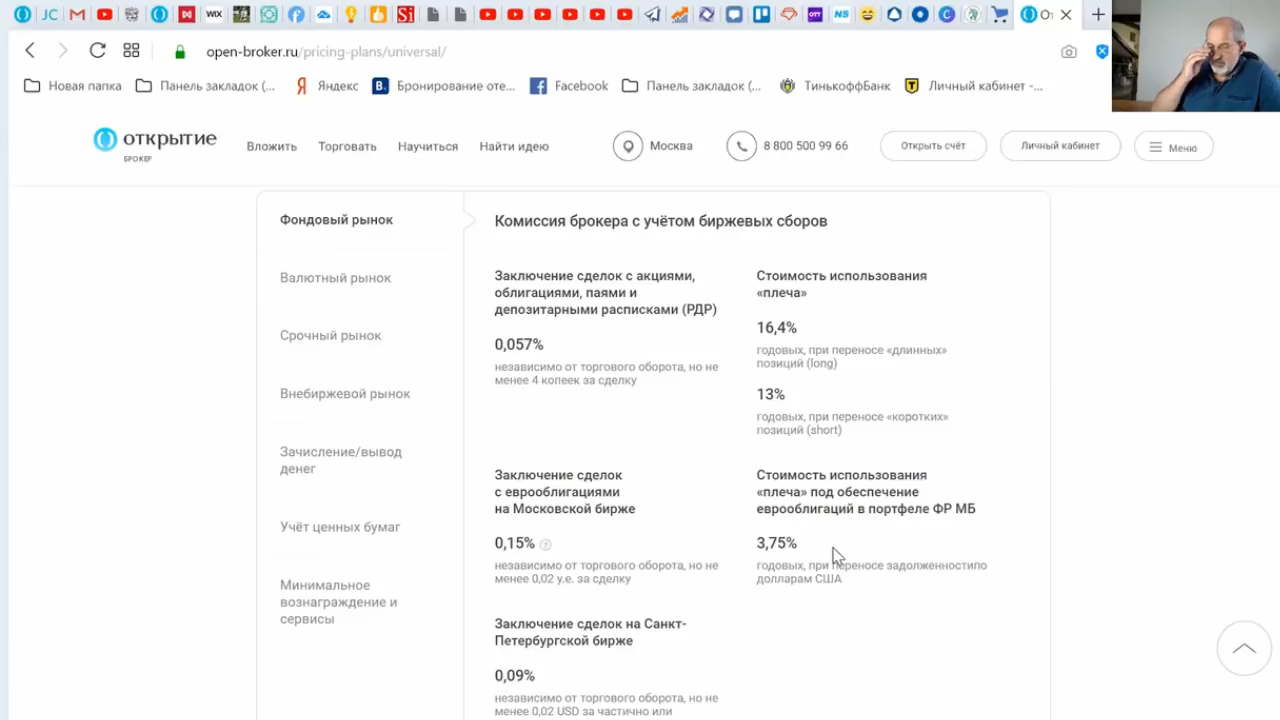 JC
WIX
Si
OTT
NS
От
open-broker.ru/pricing-plans/universal/
Новая папка
Панель закладок (...
Яндекс
B.
Бронирование оте...
Facebook
Панель закладок (...
ТинькоффБанк
Личный кабинет -...
открытие
БРОКЕР
Вложить
Торговать
Научиться
Найти идею
Москва
8 800 500 99 66
Открыть счёт
Личный кабинет
Меню
Фондовый рынок
Валютный рынок
Срочный рынок
Внебиржевой рынок
Зачисление/вывод
денег
Учёт ценных бумаг
Минимальное
вознаграждение и
сервисы
Комиссия брокера с учётом биржевых сборов
Заключение сделок с акциями,
облигациями, паями и
депозитарными расписками (РДР)
0,057%
независимо от торгового оборота, но не
менее 4 копеек за сделку
Стоимость использования
«плеча»
16,4%
годовых, при переносе «длинных»
позиций (long)
13%
годовых, при переносе «коротких»
позиций (short)
Заключение сделок
с еврооблигациями
на Московской бирже
0,15%
независимо от торгового оборота, но не
менее 0,02 у.е. за сделку
Стоимость использования
«плеча» под обеспечение
еврооблигаций в портфеле ФР МБ
3,75%
годовых, при переносе задолженностипо
долларам США
Заключение сделок на Санкт-
Петербургской бирже
0,09%
независимо от торгового оборота, но не
менее 0,02 USD за частично или